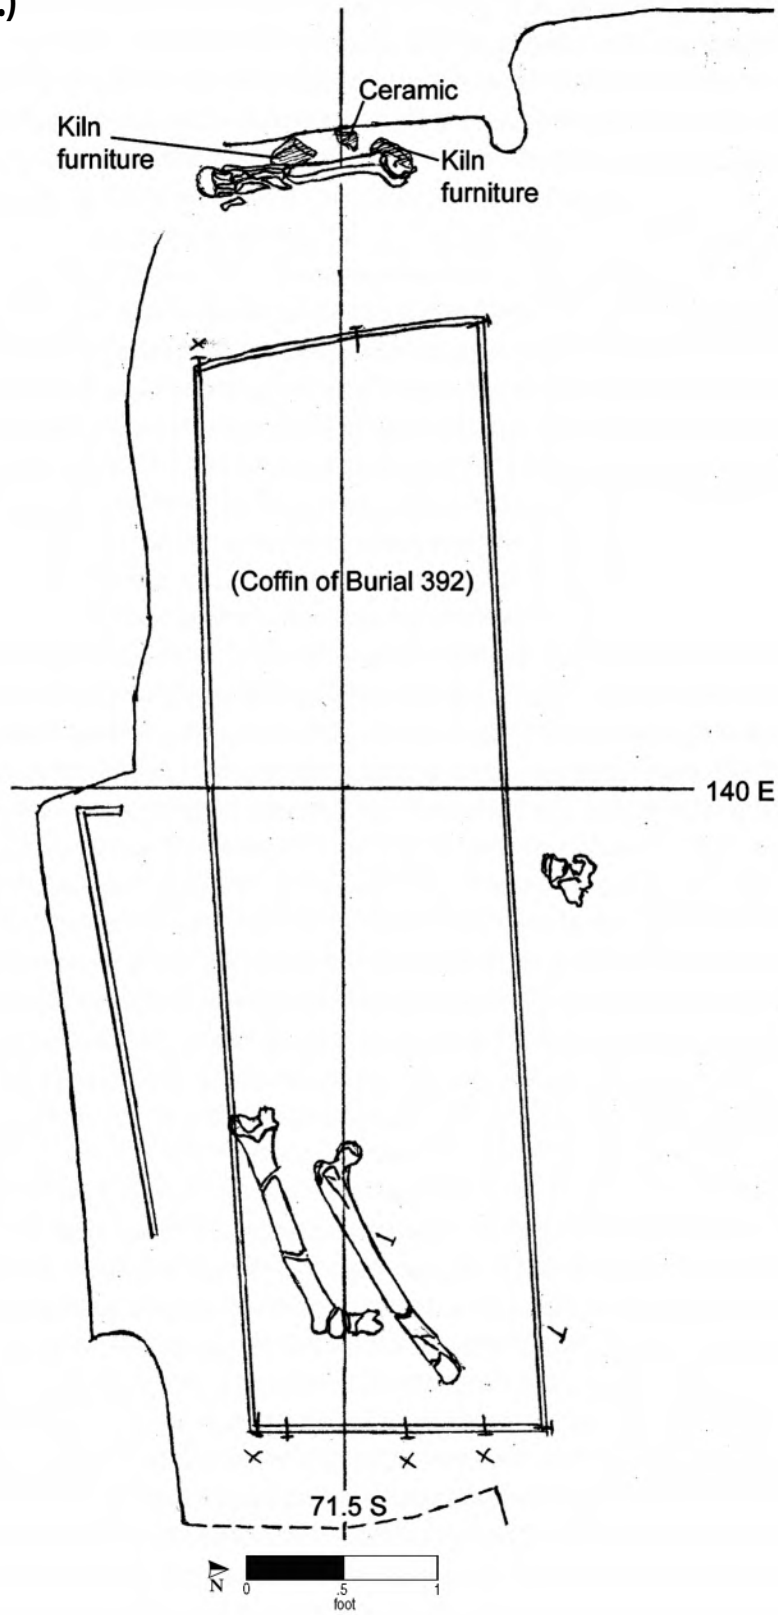 .)
Ceramic
Kiln
furniture
Kiln
furniture
(Coffin of Burial 392)
140 E
71.5 S
N
0 .5 1
foot